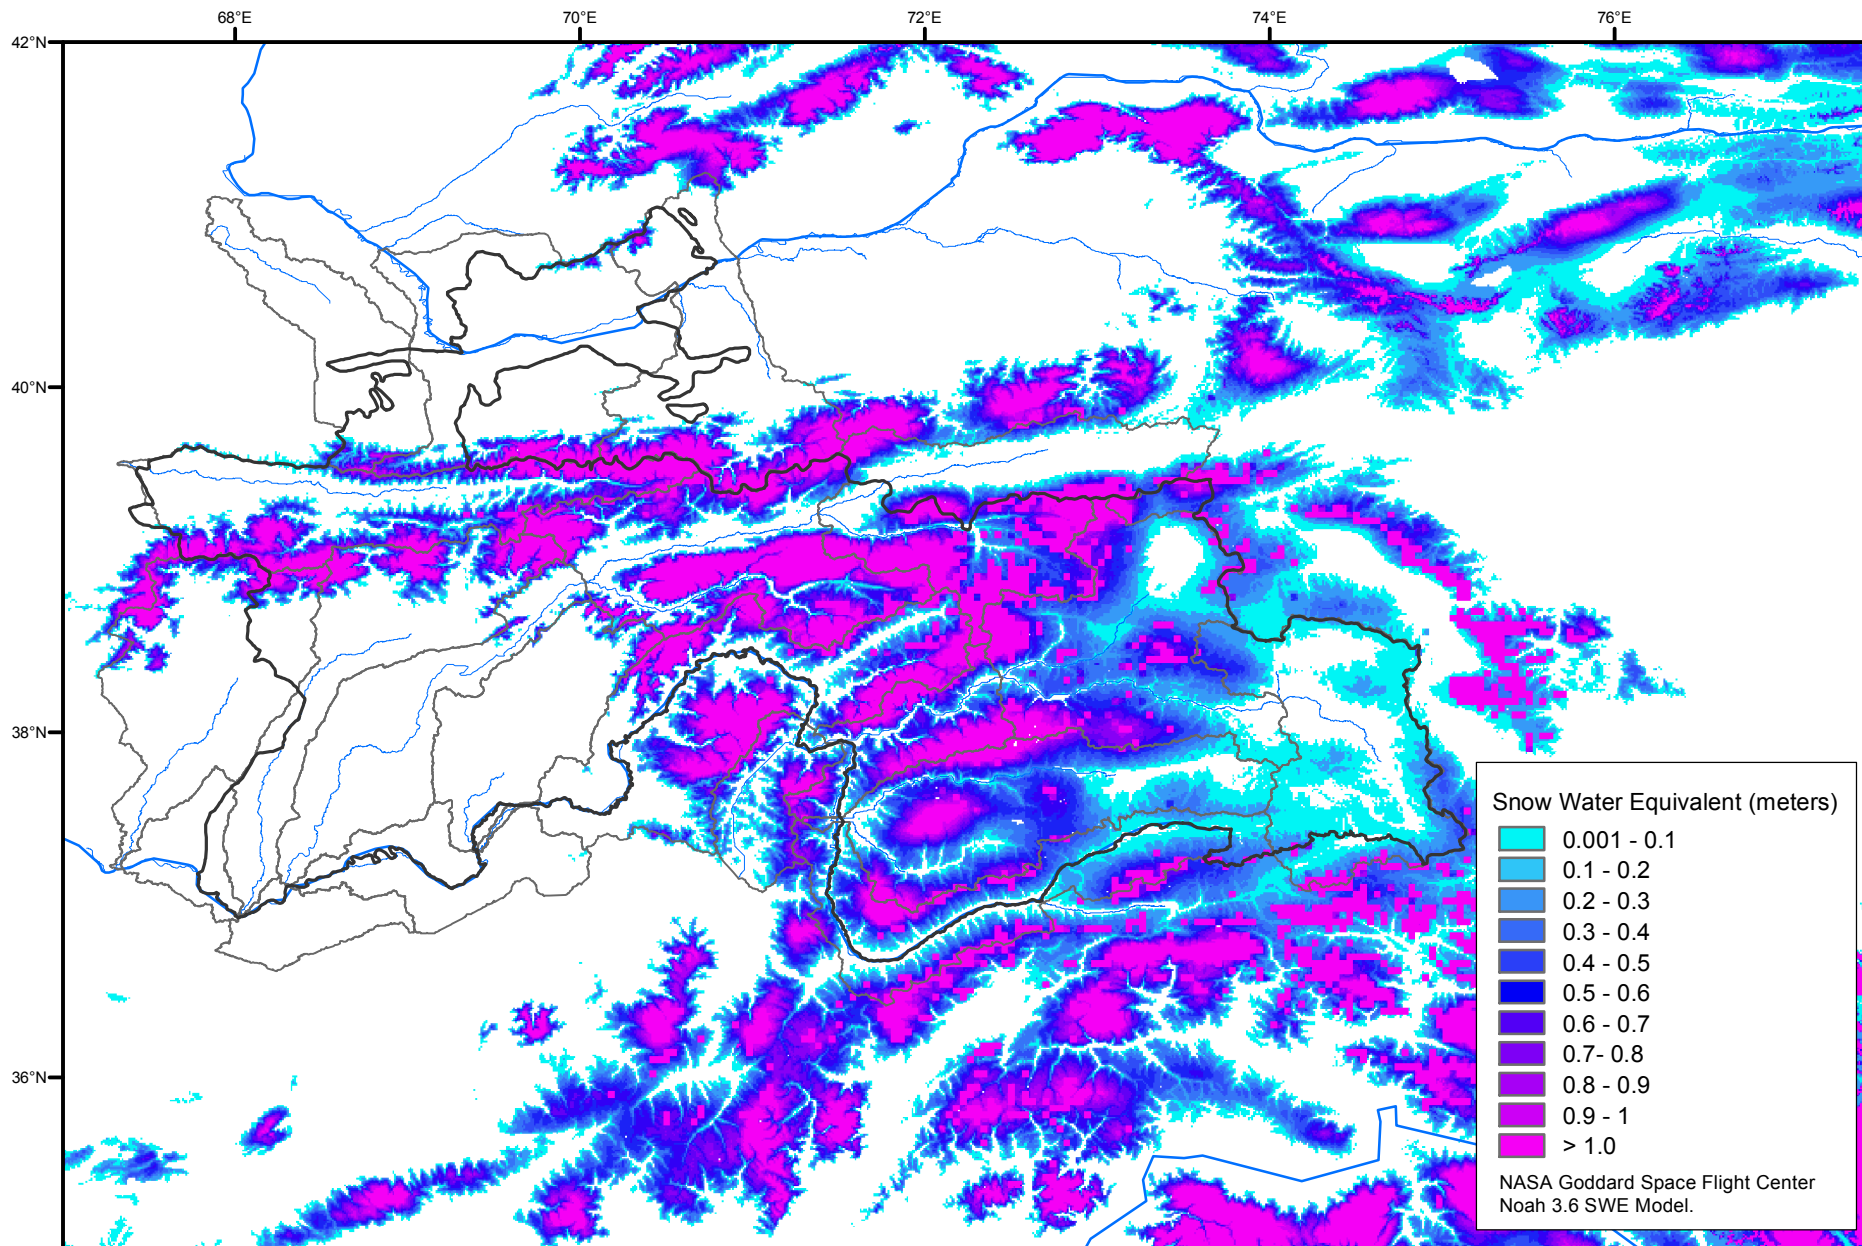 68°E 70°E 72°E 74°E 76°E
42°N
40°N
38°N
36°N
Snow Water Equivalent (meters)
0.001 - 0.1
0.1 - 0.2
0.2 - 0.3
0.3 - 0.4
0.4 - 0.5
0.5 - 0.6
0.6 - 0.7
0.7- 0.8
0.8 - 0.9
0.9 - 1
> 1.0
NASA Goddard Space Flight Center
Noah 3.6 SWE Model.